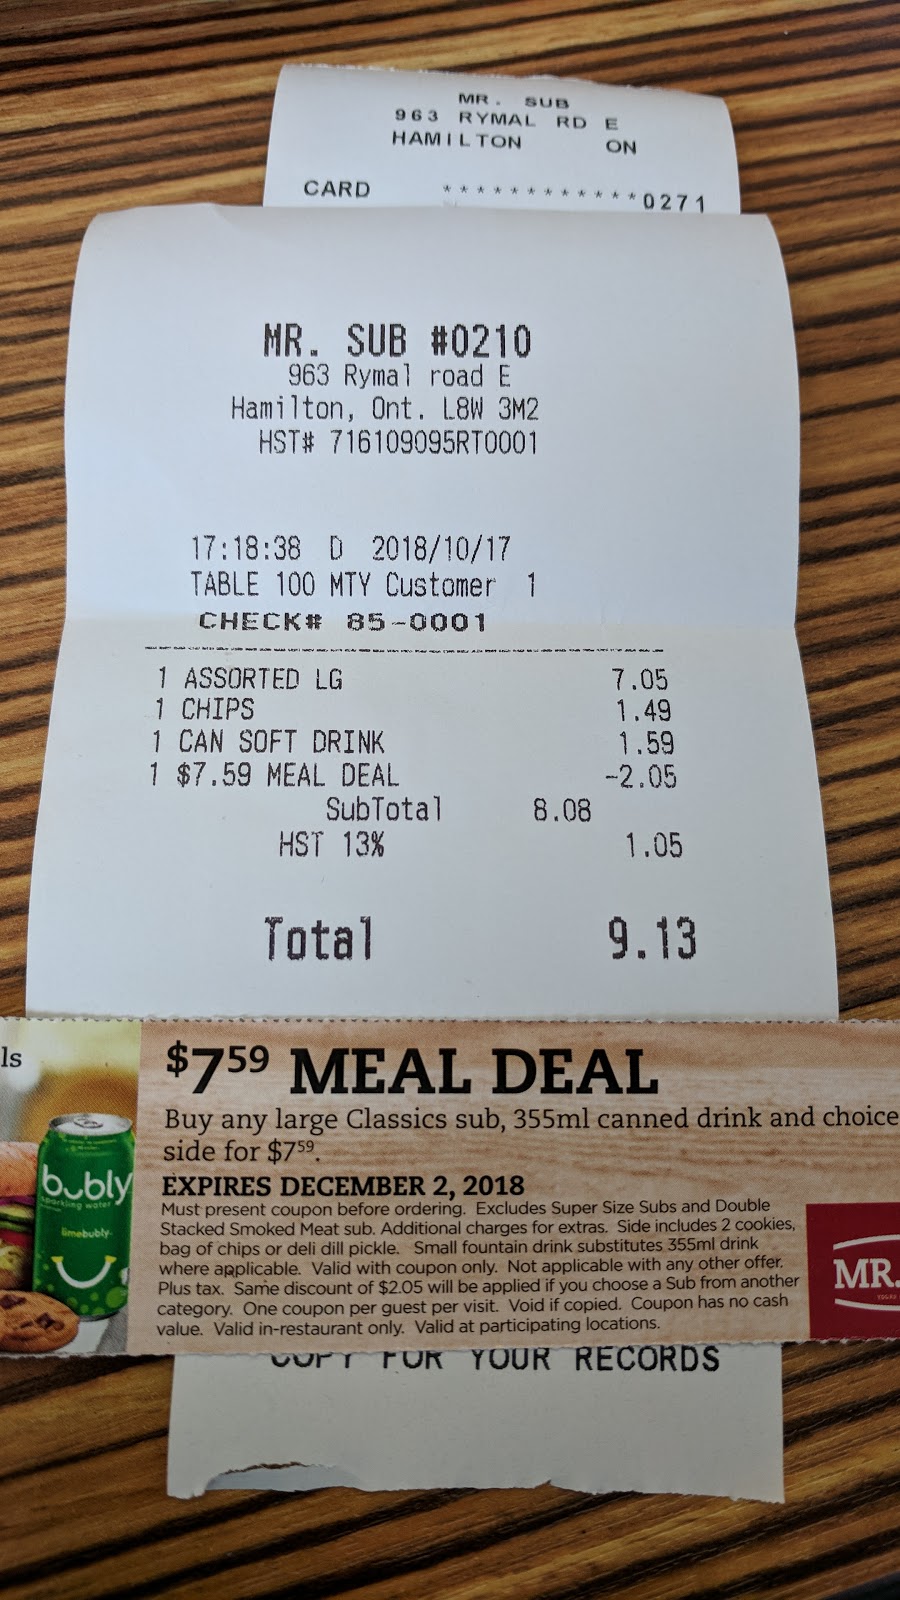 MR. SUB
963 RYMAL RD E
HAMILTON ON
CARD ************0271
MR. SUB #0210
963 Rymal road E
Hamilton, Ont. L8W 3M2
HST# 716109095RT0001
17:18:38 D 2018/10/17
TABLE 100 MTY Customer 1
CHECK# 85-0001
1 ASSORTED LG 7.05
1 CHIPS 1.49
1 CAN SOFT DRINK 1.59
1 $7.59 MEAL DEAL -2.05
SubTotal 8.08
HST 13% 1.05
Total 9.13
ls
bubly
sparkling water
limebubly
$759 MEAL DEAL
Buy any large Classics sub, 355ml canned drink and choice
side for $759.
EXPIRES DECEMBER 2, 2018
Must present coupon before ordering. Excludes Super Size Subs and Double
Stacked Smoked Meat sub. Additional charges for extras. Side includes 2 cookies,
bag of chips or deli dill pickle. Small fountain drink substitutes 355ml drink
where applicable. Valid with coupon only. Not applicable with any other offer.
Plus tax. Same discount of $2.05 will be applied if you choose a Sub from another
category. One coupon per guest per visit. Void if copied. Coupon has no cash
value. Valid in-restaurant only. Valid at participating locations.
MR.
COPY FOR YOUR RECORDS